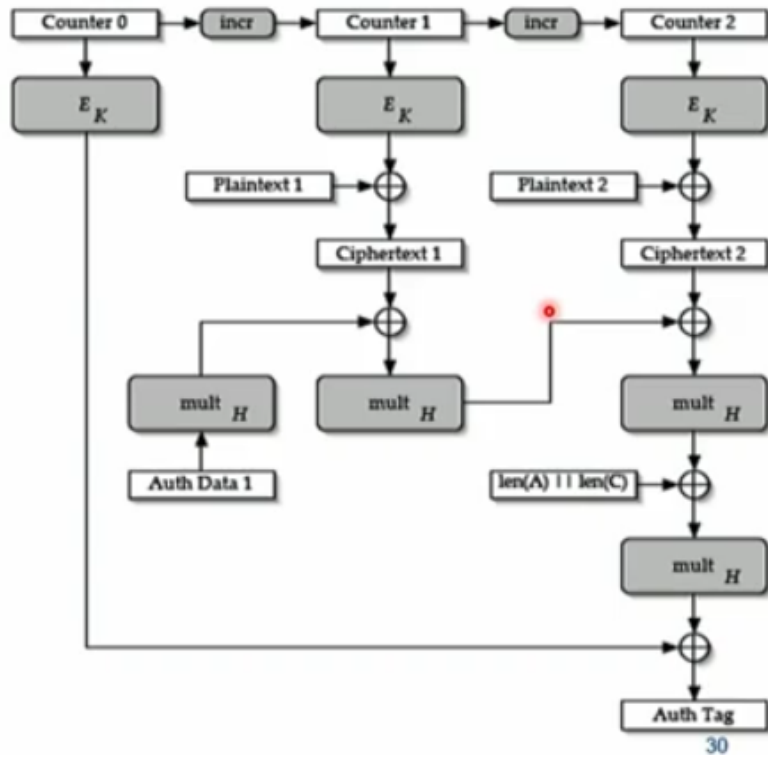 Counter 0
incr
Counter 1
incr
Counter 2
E K
E K
E K
Plaintext 1
Plaintext 2
Ciphertext 1
Ciphertext 2
mult H
mult H
mult H
Auth Data 1
len(A) || len(C)
mult H
Auth Tag
30